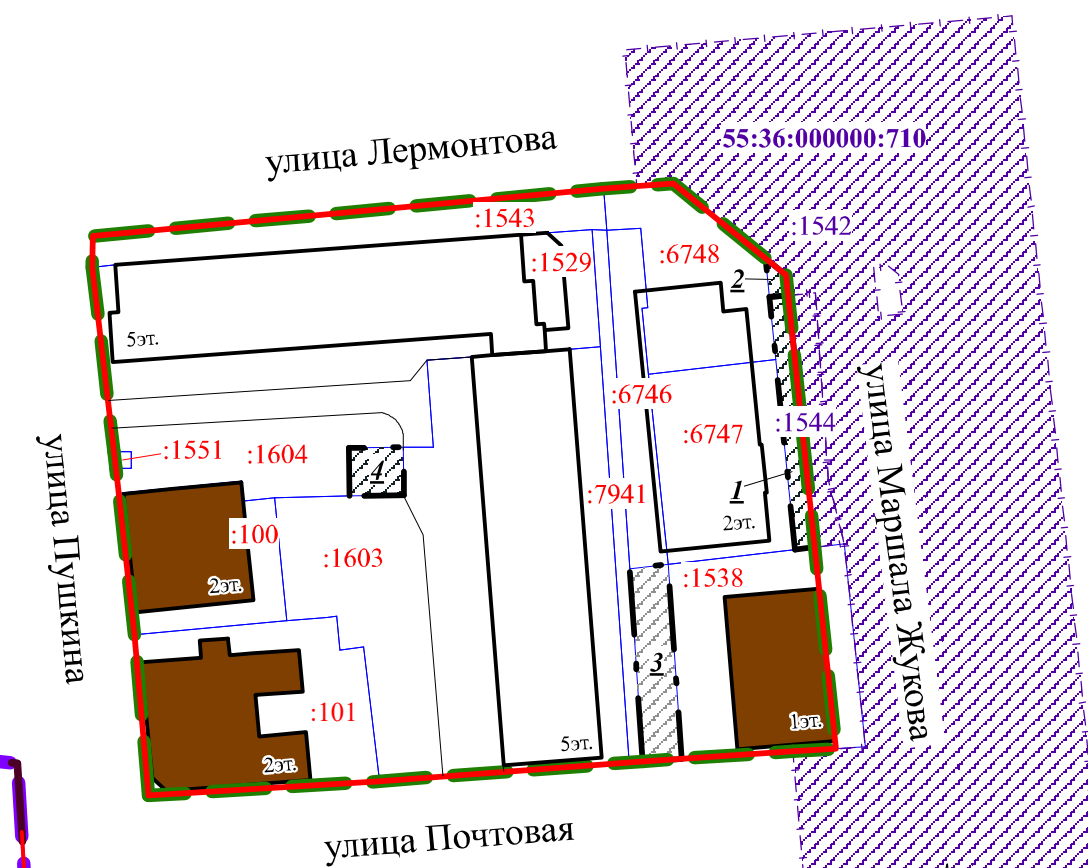 55:36:000000:710
улица Лермонтова
:1543
:1542
:1529
:6748
2
5эт.
:6746
:6747
:1544
:1551
:1604
4
:7941
1
2эт.
:100
:1603
:1538
2эт.
3
:101
1эт.
5эт.
2эт.
улица Пушкина
улица Маршала Жукова
улица Почтовая